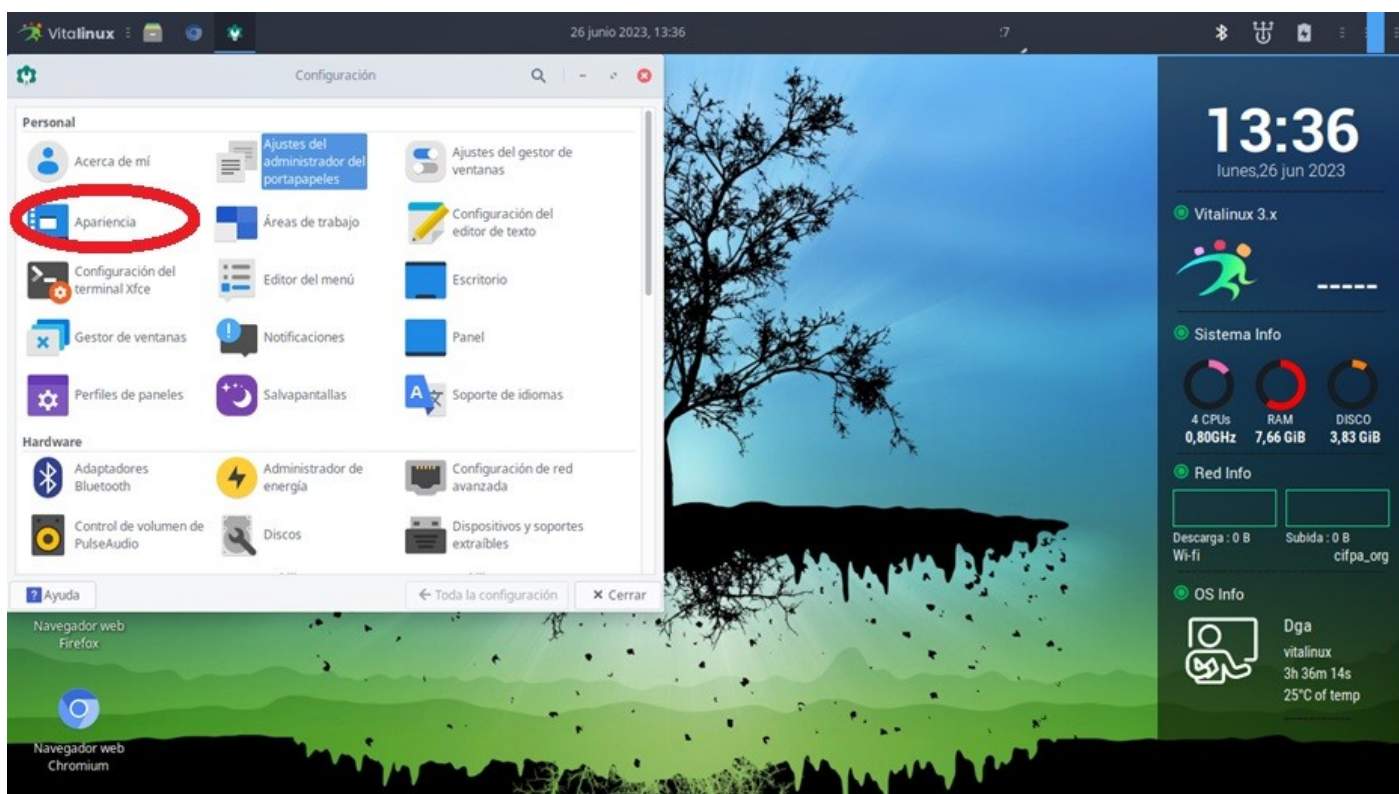 Vitalinux
26 junio 2023, 13:36
Configuración
Personal
Acerca de mí
Ajustes del
administrador del
portapapeles
Ajustes del gestor de
ventanas
Apariencia
Áreas de trabajo
Configuración del
editor de texto
Configuración del
terminal Xfce
Editor del menú
Escritorio
Gestor de ventanas
Notificaciones
Panel
Perfiles de paneles
Salvapantallas
Soporte de idiomas
Hardware
Adaptadores
Bluetooth
Administrador de
energía
Configuración de red
avanzada
Control de volumen de
PulseAudio
Discos
Dispositivos y soportes
extraíbles
Ayuda
Toda la configuración
Cerrar
Navegador web
Firefox
Navegador web
Chromium
13:36
lunes,26 jun 2023
Vitalinux 3.x
-----
Sistema Info
4 CPUs RAM DISCO
0,80GHz 7,66 GiB 3,83 GiB
Red Info
Descarga : 0 B Subida : 0 B
Wi-fi cifpa_org
OS Info
Dga
vitalinux
3h 36m 14s
25°C of temp